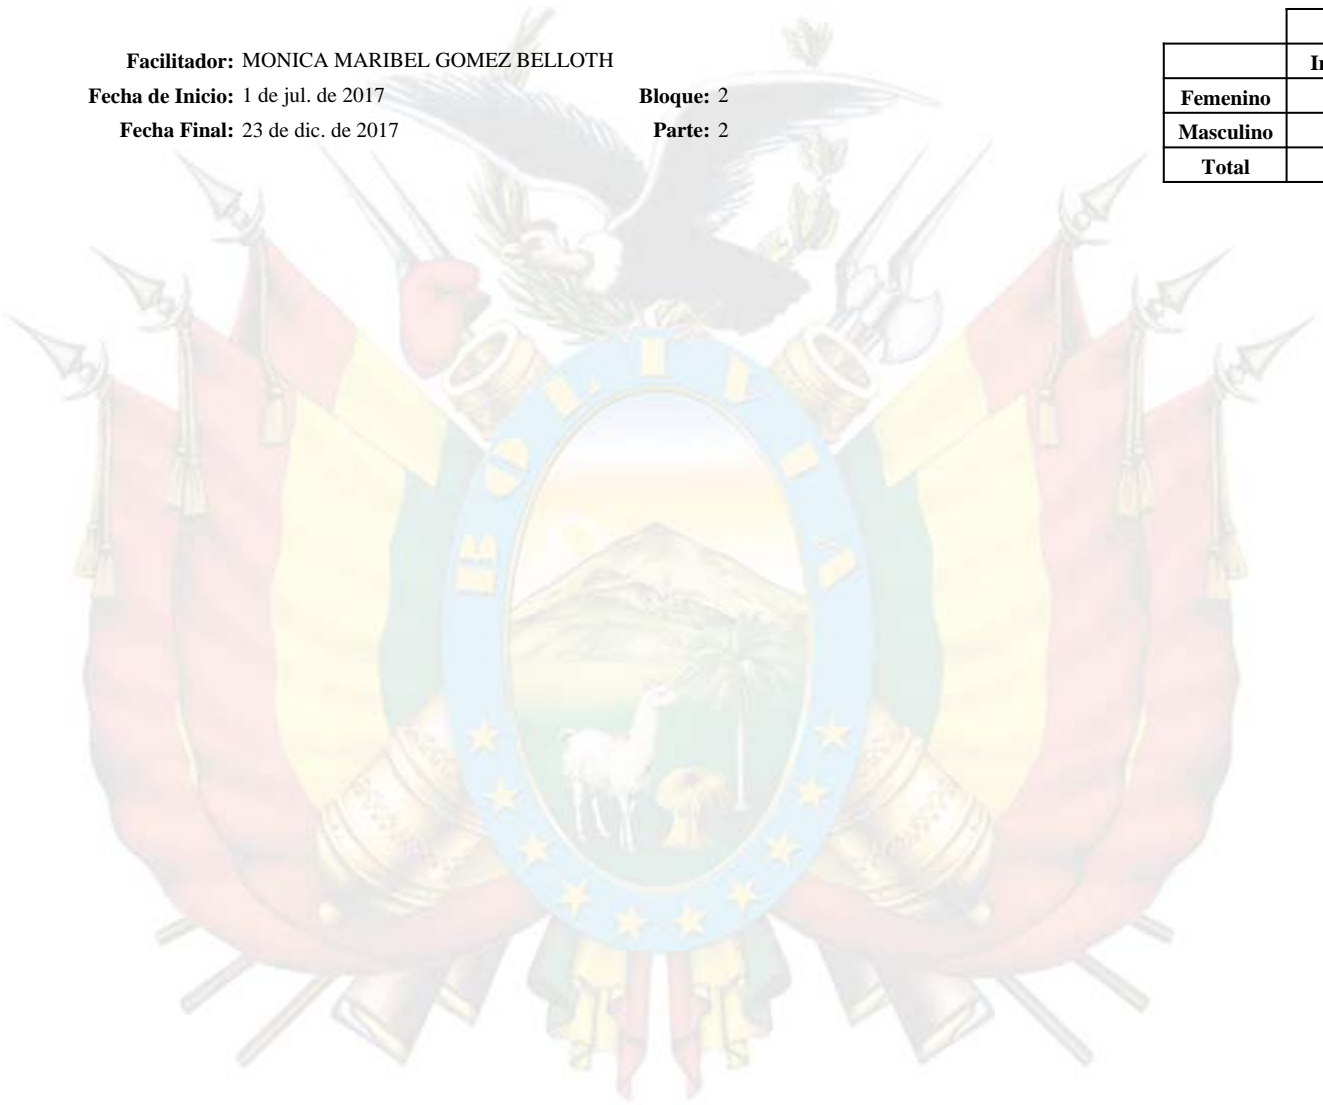 Facilitador: MONICA MARIBEL GOMEZ BELLOTH
Fecha de Inicio: 1 de jul. de 2017 Bloque: 2
Fecha Final: 23 de dic. de 2017 Parte: 2
Femenino
Masculino
Total
BOLIVIA